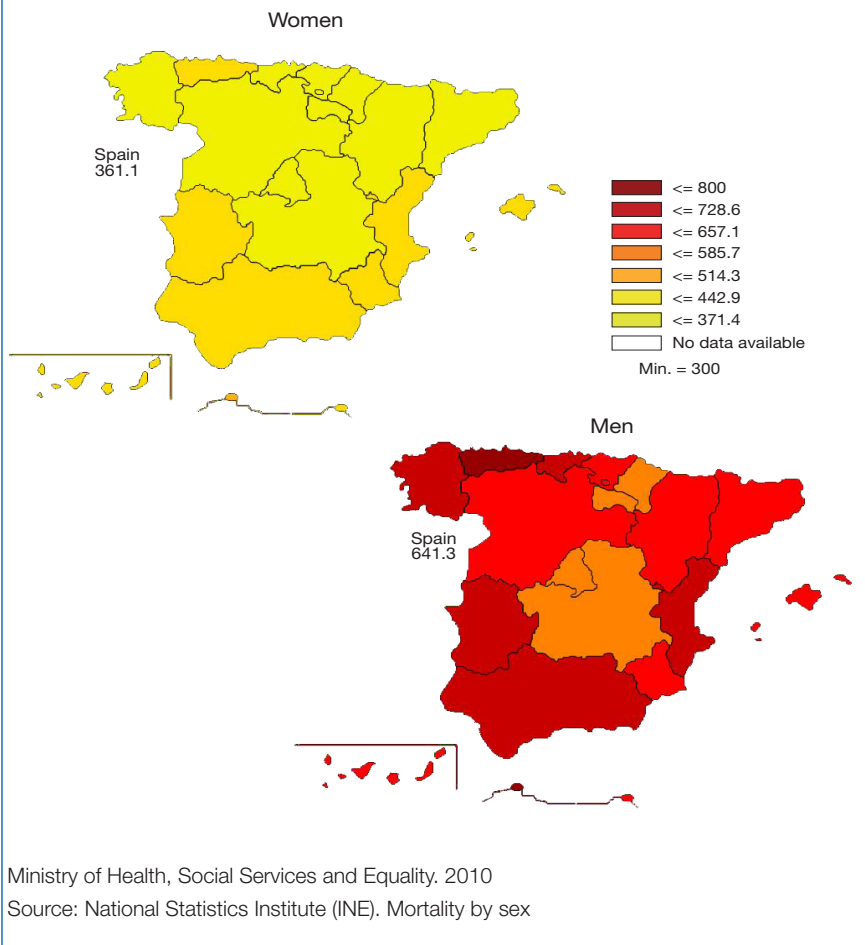 Women
Spain
361.1
<= 800
<= 728.6
<= 657.1
<= 585.7
<= 514.3
<= 442.9
<= 371.4
No data available
Min. = 300
Men
Spain
641.3
Ministry of Health, Social Services and Equality. 2010
Source: National Statistics Institute (INE). Mortality by sex